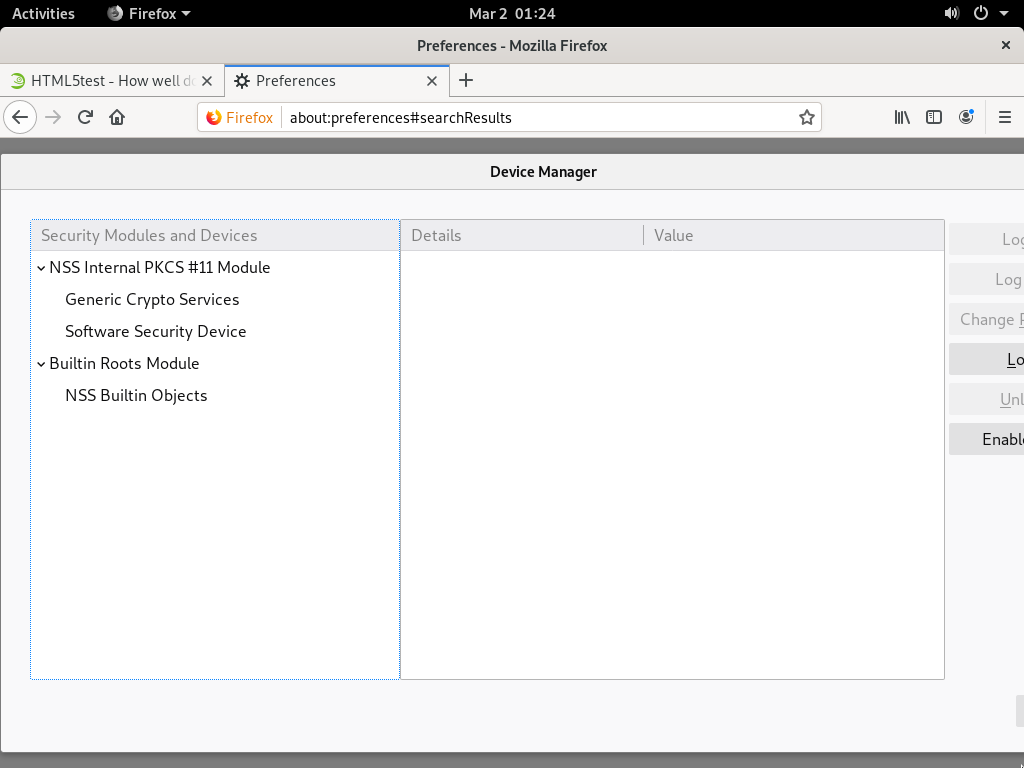 Activities Firefox Mar 2 01:24
Preferences - Mozilla Firefox
HTML5test - How well do Preferences
Firefox about:preferences#searchResults
Device Manager
Security Modules and Devices Details Value
NSS Internal PKCS #11 Module
Generic Crypto Services
Software Security Device
Builtin Roots Module
NSS Builtin Objects
Log
Log
Change P
Lo
Unl
Enable